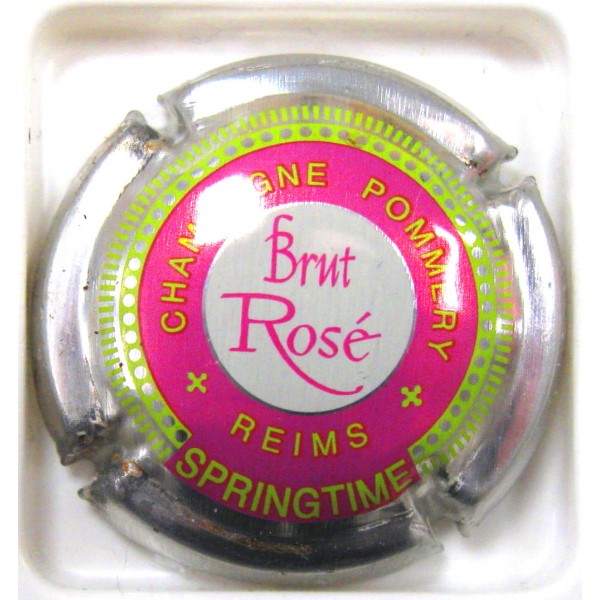 CHAMPAGNE POMMERY
Brut
Rosé
REIMS
SPRINGTIME